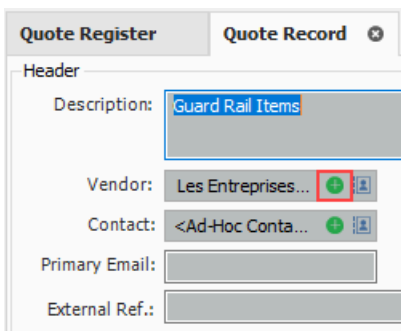 Quote Register
Quote Record
Header
Description: Guard Rail Items
Vendor: Les Entreprises...
Contact: <Ad-Hoc Conta...
Primary Email:
External Ref.: